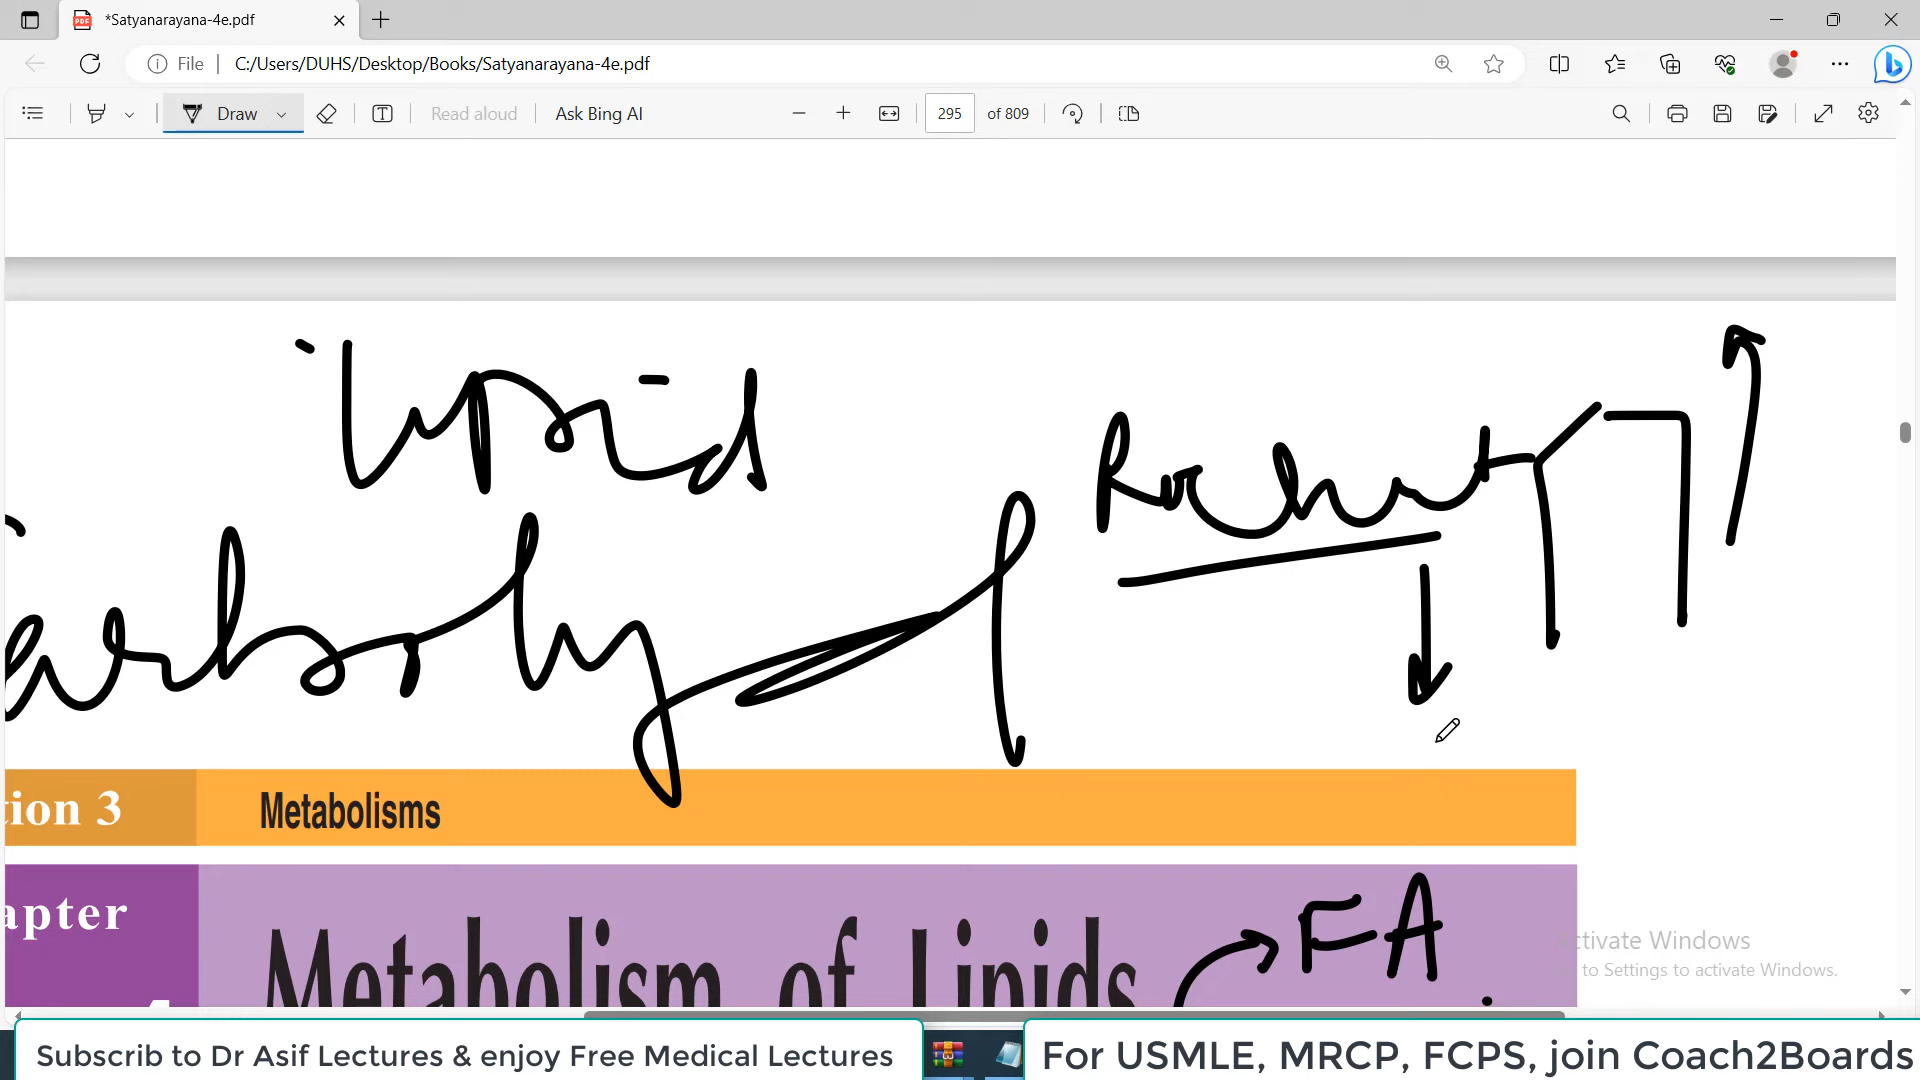 *Satyanarayana-4e.pdf
File C:/Users/DUHS/Desktop/Books/Satyanarayana-4e.pdf
Draw Read aloud Ask Bing AI 295 of 809
lipid
tion 3 Metabolisms
apter
Metabolism of Lipids
FA
ctivate Windows
to Settings to activate Windows.
Subscrib to Dr Asif Lectures & enjoy Free Medical Lectures
For USMLE, MRCP, FCPS, join Coach2Boards